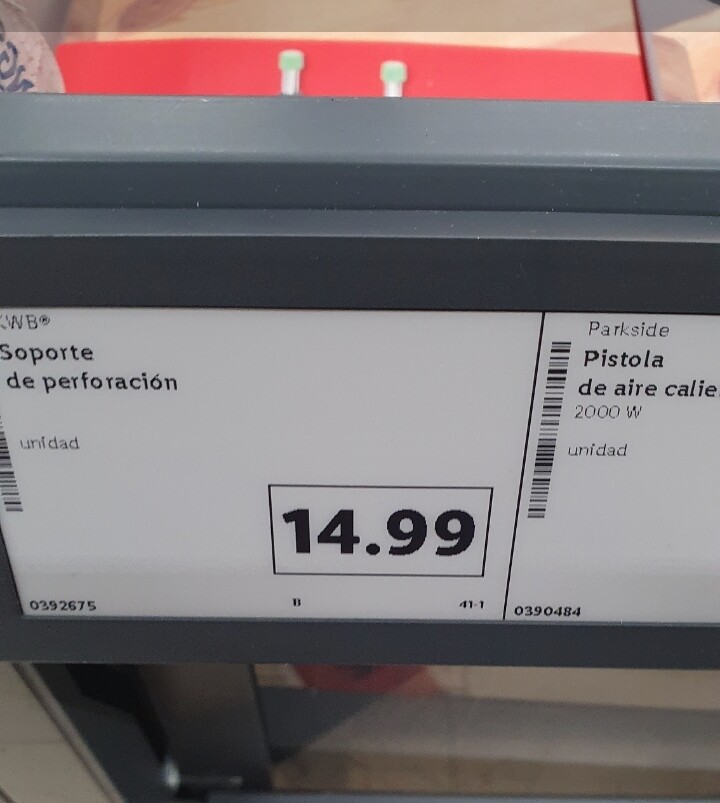 KWB®
Soporte
de perforación
unidad
14.99
0392675
B
41-1
Parkside
Pistola
de aire calie
2000 W
unidad
0390484